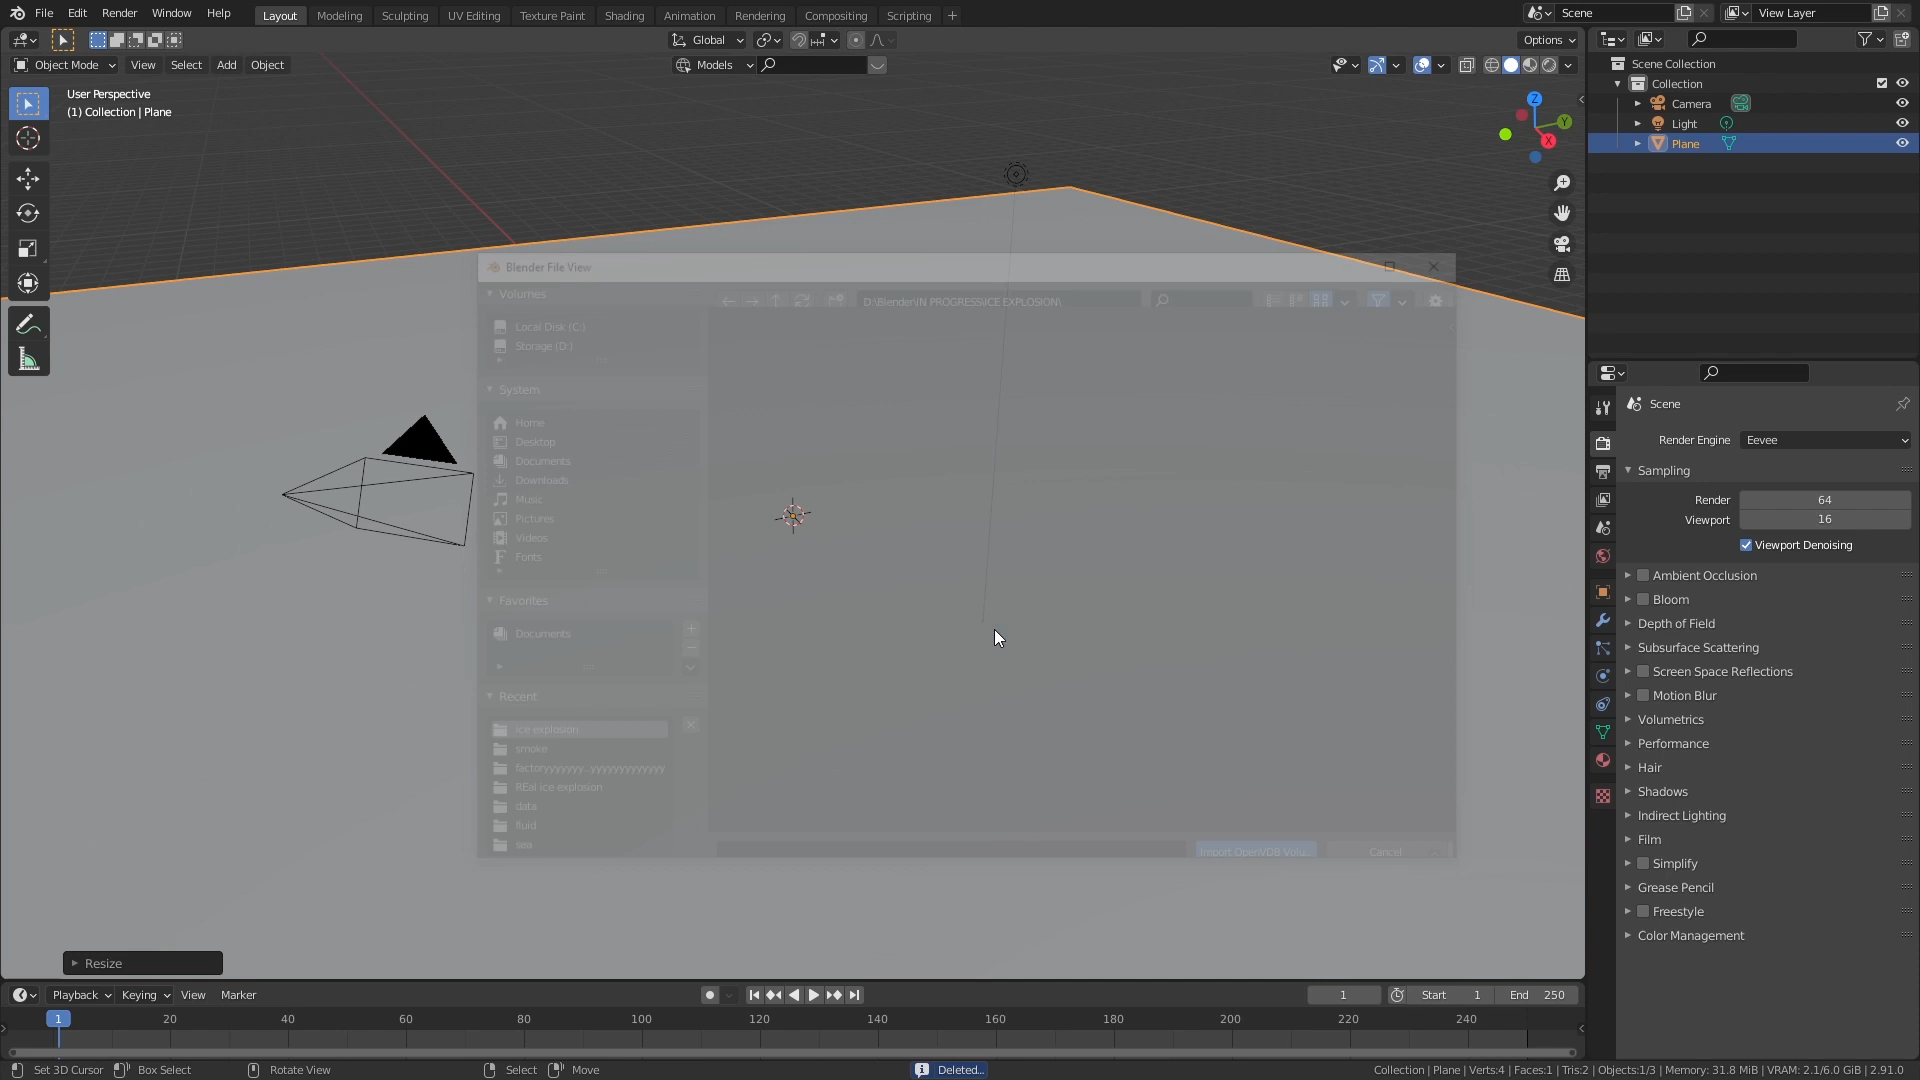 File Edit Render Window Help Layout Modeling Sculpting UV Editing Texture Paint Shading Animation Rendering Compositing Scripting + Scene View Layer
Global Options
Object Mode View Select Add Object Models
User Perspective
(1) Collection | Plane
Z
Y
X
Scene Collection
Collection
Camera
Light
Plane
Blender File View
Volumes
D:\Blender\IN PROGRESS\ICE EXPLOSION\
Local Disk (C:)
Storage (D:)
System
Home
Desktop
Documents
Downloads
Music
Pictures
Videos
Fonts
Favorites
Documents
Recent
ice explosion
smoke
factoryyyyyyy...yyyyyyyyyyyyy
REal ice explosion
data
fluid
seo
Import OpenVDB Volu... Cancel
Scene
Render Engine Eevee
Sampling
Render 64
Viewport 16
Viewport Denoising
Ambient Occlusion
Bloom
Depth of Field
Subsurface Scattering
Screen Space Reflections
Motion Blur
Volumetrics
Performance
Hair
Shadows
Indirect Lighting
Film
Simplify
Grease Pencil
Freestyle
Color Management
Resize
Playback Keying View Marker 1 Start 1 End 250
1 20 40 60 80 100 120 140 160 180 200 220 240
Set 3D Cursor Box Select Rotate View Select Move Deleted... Collection | Plane | Verts:4 | Faces:1 | Tris:2 | Objects:1/3 | Memory: 31.8 MiB | VRAM: 2.1/6.0 GiB | 2.91.0